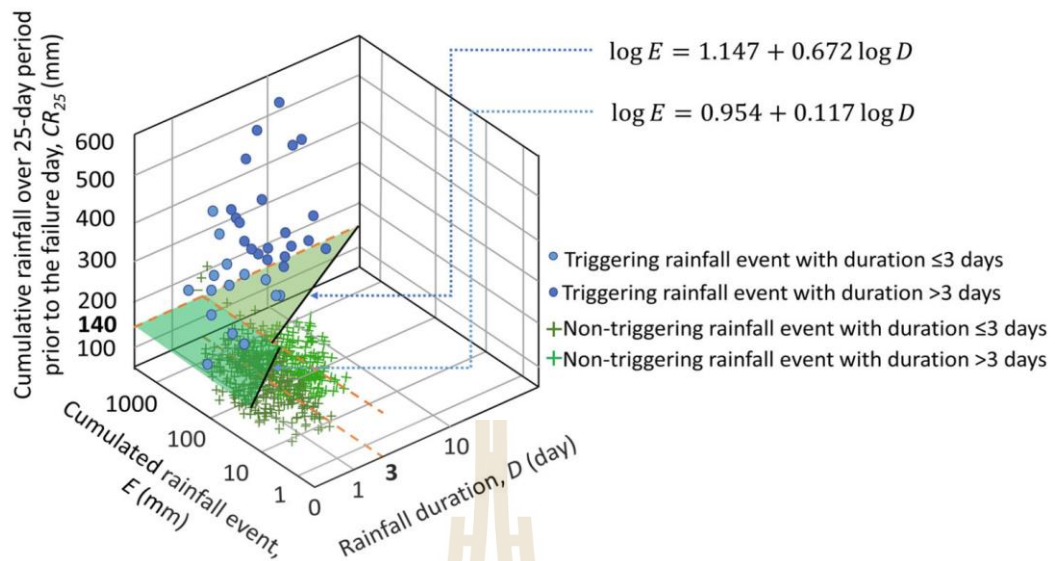 log E = 1.147 + 0.672 log D
log E = 0.954 + 0.117 log D
Cumulative rainfall over 25-day period
prior to the failure day, CR25 (mm)
600
500
400
300
200
140
100
1000
100
10
1
0
Cumulated rainfall event,
E (mm)
1
3
10
Rainfall duration, D (day)
Triggering rainfall event with duration ≤3 days
Triggering rainfall event with duration >3 days
Non-triggering rainfall event with duration ≤3 days
Non-triggering rainfall event with duration >3 days